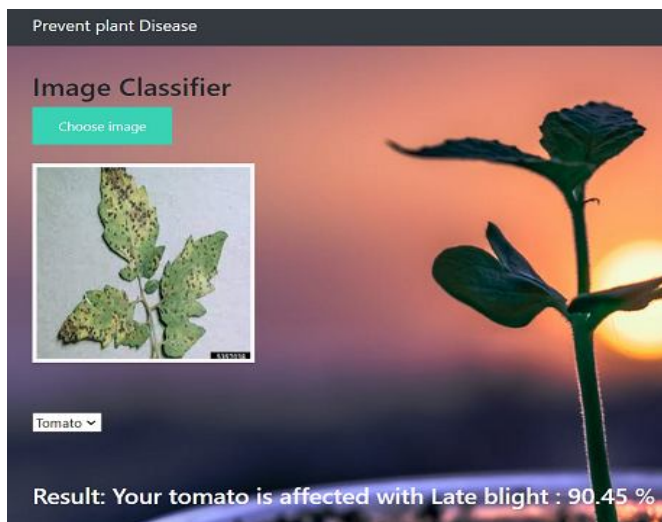 Prevent plant Disease
Image Classifier
Choose image
Tomato
Result: Your tomato is affected with Late blight : 90.45 %